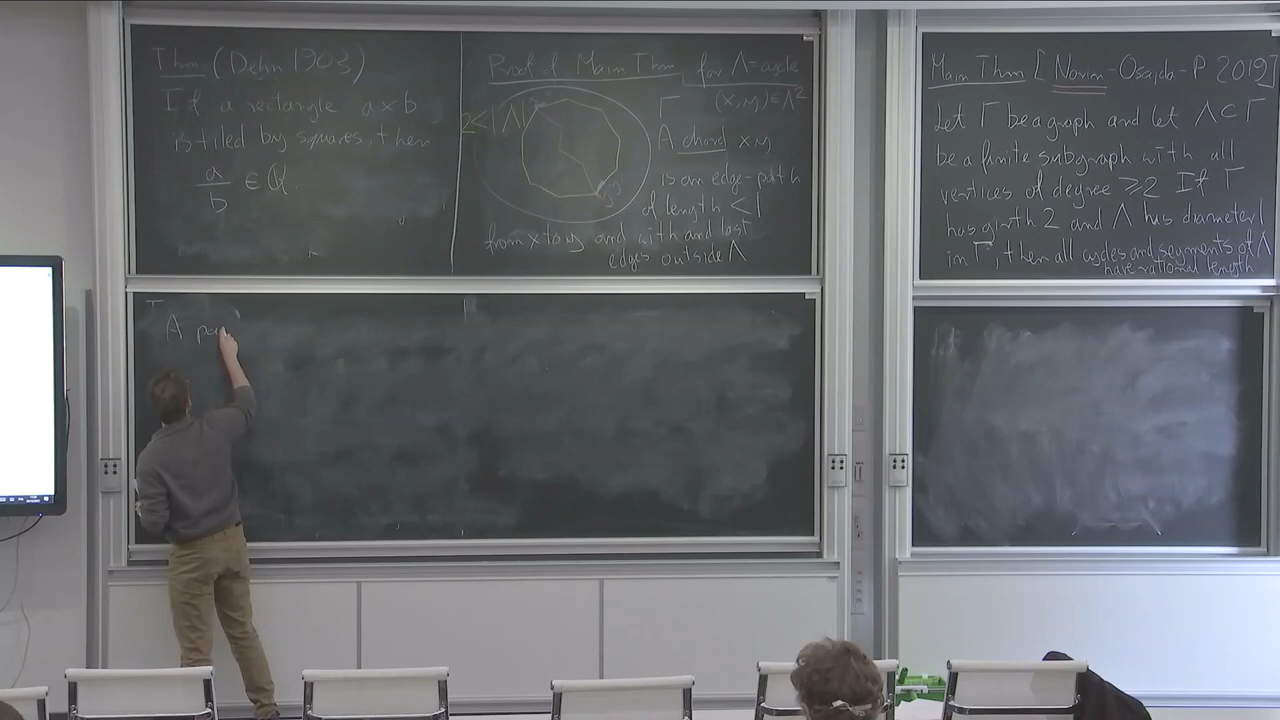 Thm (Dehn 1903)
If a rectangle a×b
is tiled by squares, then
a/b ∈ ℚ.
Proof of Main Thm for Λ=cycle
(x,y)∈Λ²
2<|Λ|
Γ
A chord xy
is an edge-path
of length <1
from x to y and with and last
edges outside Λ
Main Thm [Norin-Osajda-P 2019]
Let Γ be a graph and let Λ⊂Γ
be a finite subgraph with all
vertices of degree ⩾2 If Γ
has girth 2 and Λ has diameter 1
in Γ, then all cycles and segments of Λ
have rational length
A pa